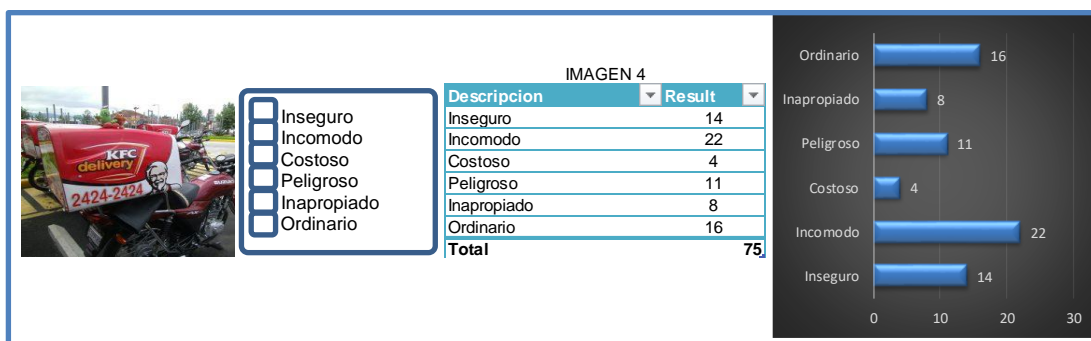 KFC
delivery
2424-2424
Inseguro
Incomodo
Costoso
Peligroso
Inapropiado
Ordinario
IMAGEN 4
Descripcion Result
Inseguro 14
Incomodo 22
Costoso 4
Peligroso 11
Inapropiado 8
Ordinario 16
Total 75
Ordinario 16
Inapropiado 8
Peligroso 11
Costoso 4
Incomodo 22
Inseguro 14
0 10 20 30